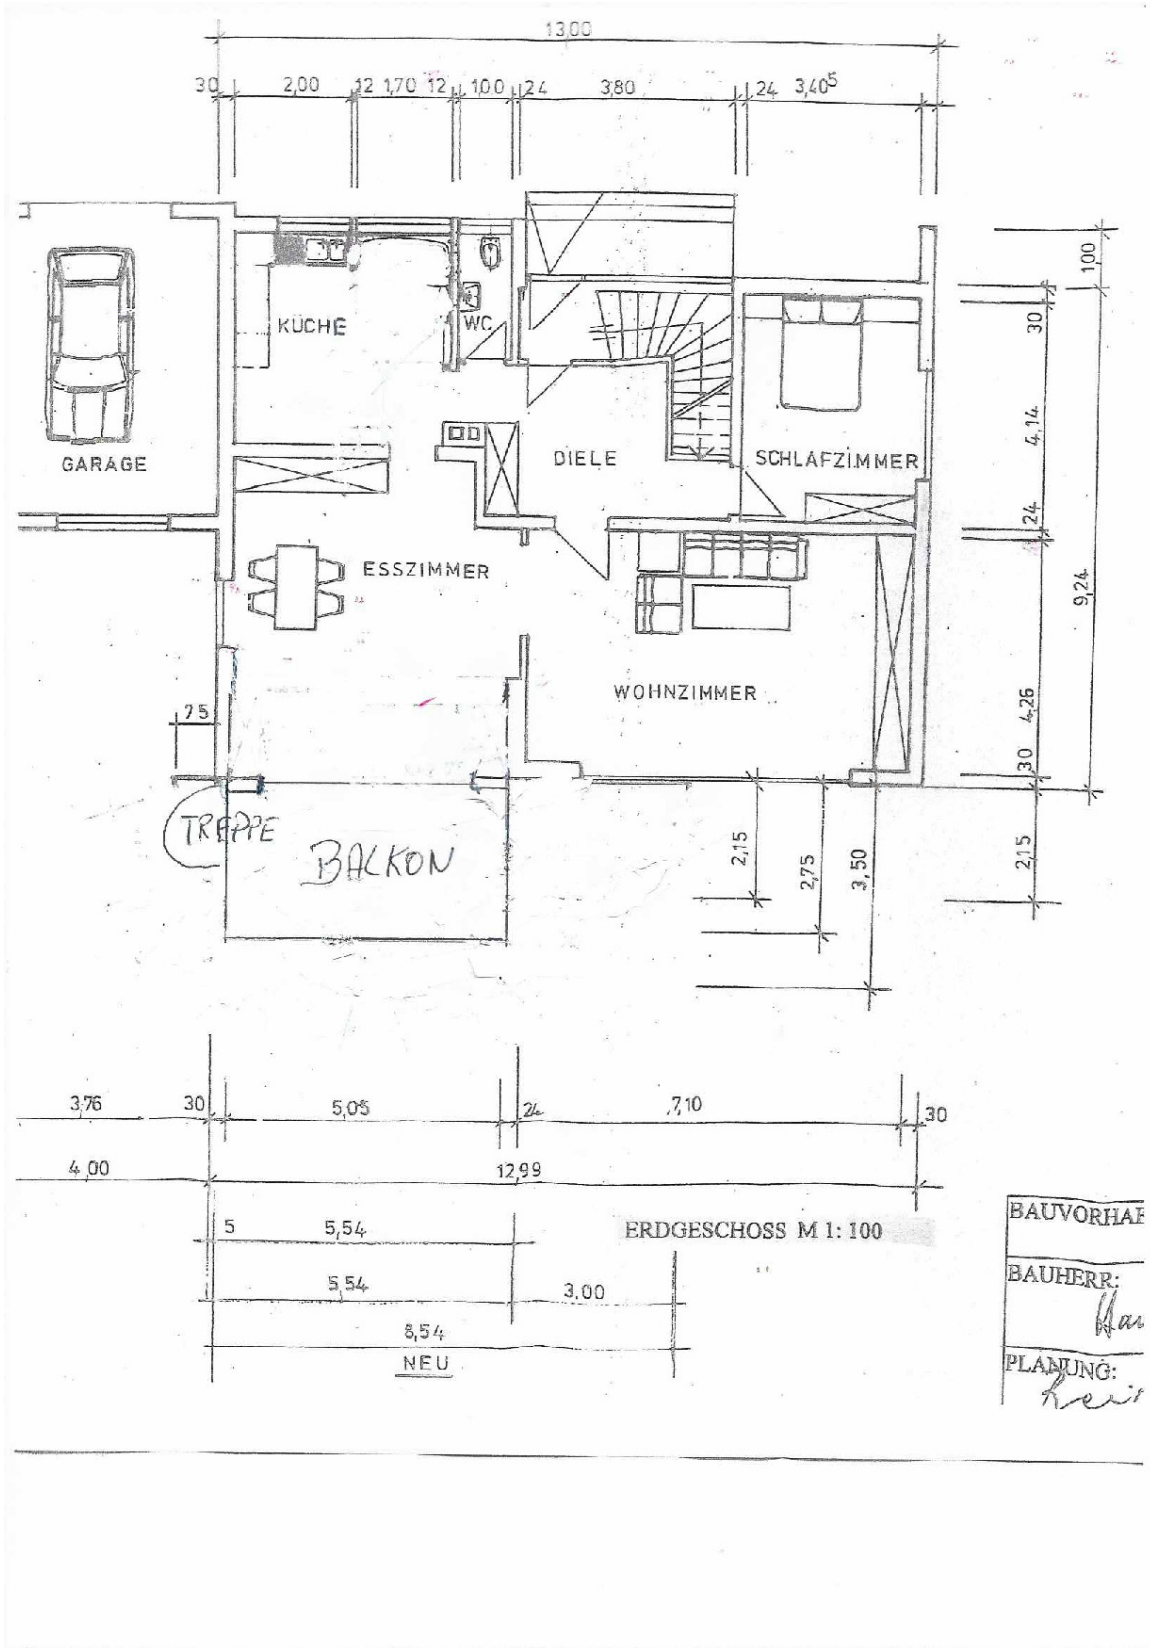 13,00
30 2,00 12 1,70 12 1,00 24 3,80 24 3,40⁵
1,00
KÜCHE
WC
30
4,14
GARAGE
DIELE
SCHLAFZIMMER
24
ESSZIMMER
9,24
WOHNZIMMER
4,26
75
30
TREPPE
BALKON
2,15
2,75
3,50
2,15
3,76 30 5,05 24 7,10 30
4,00 12,99
5 5,54
ERDGESCHOSS M 1: 100
5,54 3,00
8,54
NEU
BAUVORHAB
BAUHERR:
PLANUNG: